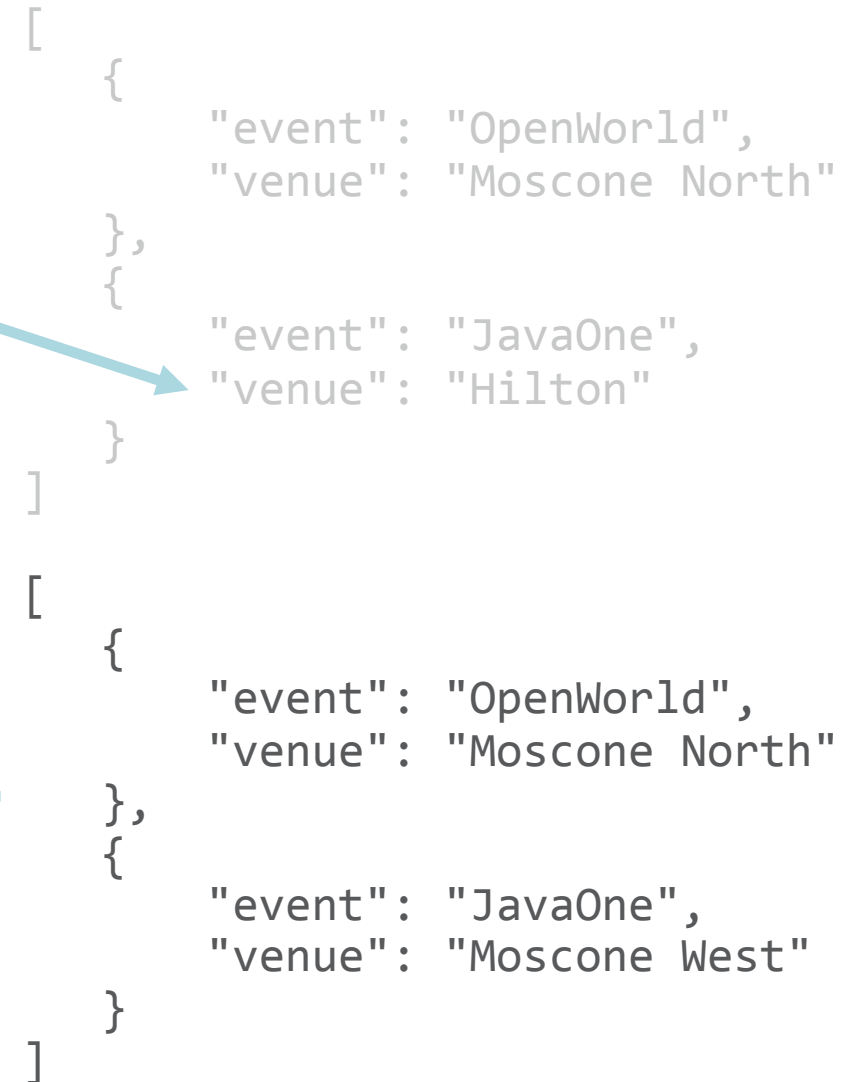 [
    {
        "event": "OpenWorld",
        "venue": "Moscone North"
    },
    {
        "event": "JavaOne",
        "venue": "Hilton"
    }
]
[
    {
        "event": "OpenWorld",
        "venue": "Moscone North"
    },
    {
        "event": "JavaOne",
        "venue": "Moscone West"
    }
]